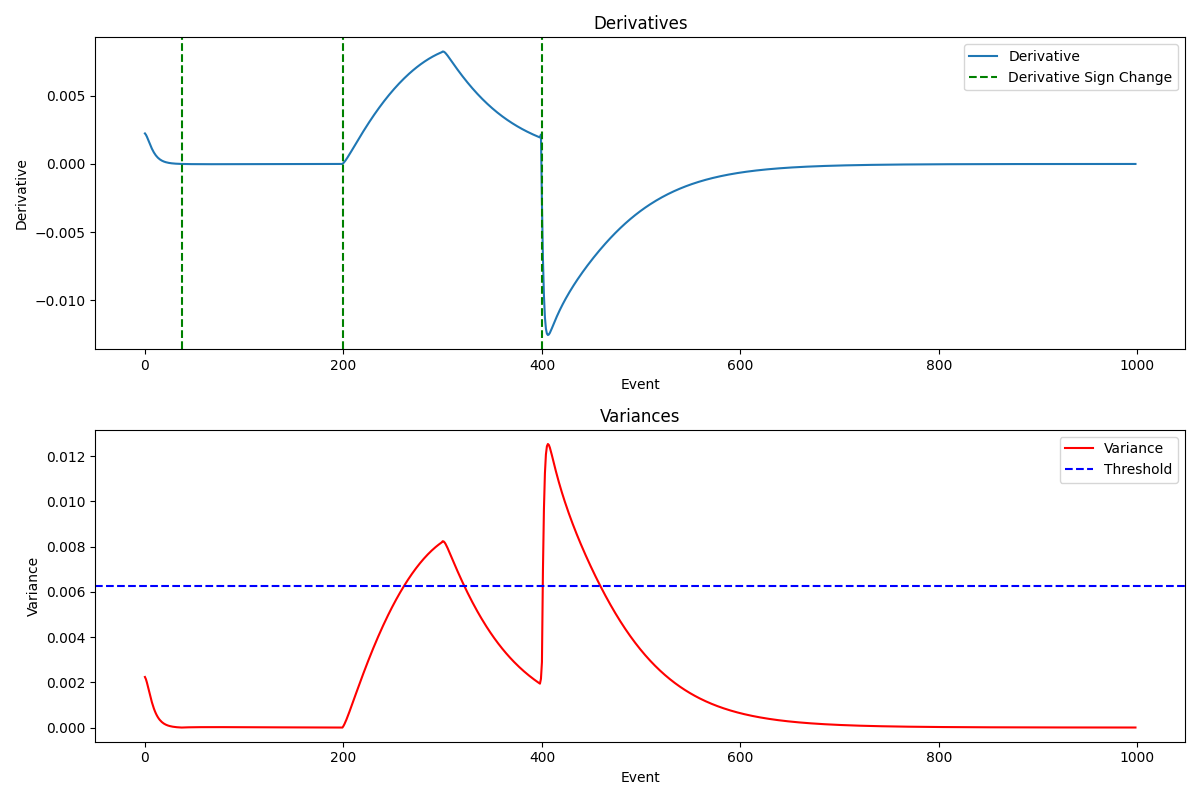 Derivatives
Derivative
Derivative Sign Change
0.005
0.000
−0.005
−0.010
Derivative
0 200 400 600 800 1000
Event
Variances
Variance
Threshold
0.012
0.010
0.008
0.006
0.004
0.002
0.000
Variance
0 200 400 600 800 1000
Event